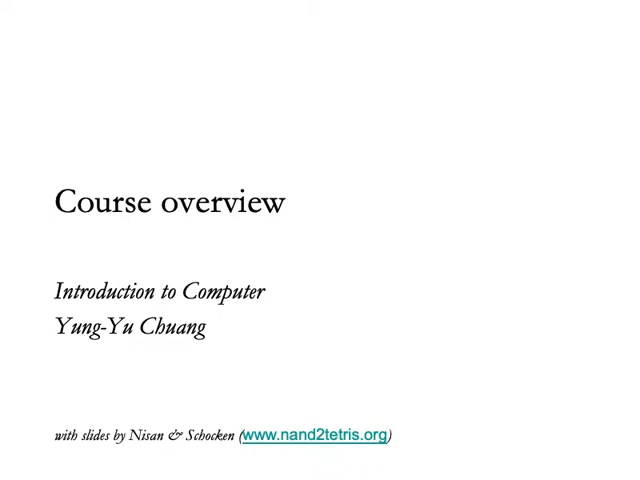 Course overview
Introduction to Computer
Yung-Yu Chuang
with slides by Nisan & Schocken (www.nand2tetris.org)